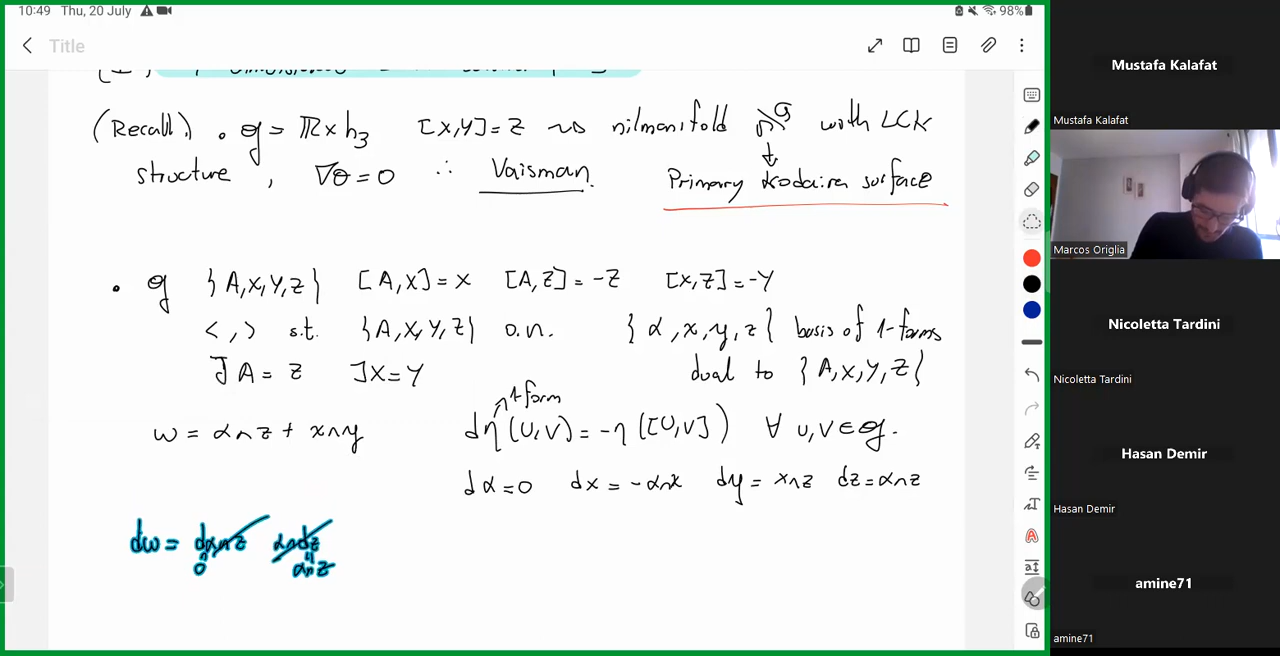 10:49 Thu, 20 July 98%
Title
(Recall) • g = ℝ × h₃ [X,Y] = Z ⇝ nilmanifold Γ\G with LCK
structure, ∇θ = 0 ∴ Vaisman.
Primary Kodaira surface
• g {A,X,Y,Z} [A,X] = X [A,Z] = -Z [X,Z] = -Y
< , > s.t. {A,X,Y,Z} o.n. {α, x, y, z} basis of 1-forms
JA = Z JX = Y dual to {A,X,Y,Z}
1-form
ω = α∧z + x∧y dη(U,V) = -η([U,V]) ∀ U,V ∈ g.
dα = 0 dx = -α∧x dy = x∧z dz = α∧z
dω = dα∧z α∧dz
0 α∧z
Mustafa Kalafat
Mustafa Kalafat
Marcos Origlia
Nicoletta Tardini
Nicoletta Tardini
Hasan Demir
Hasan Demir
amine71
amine71